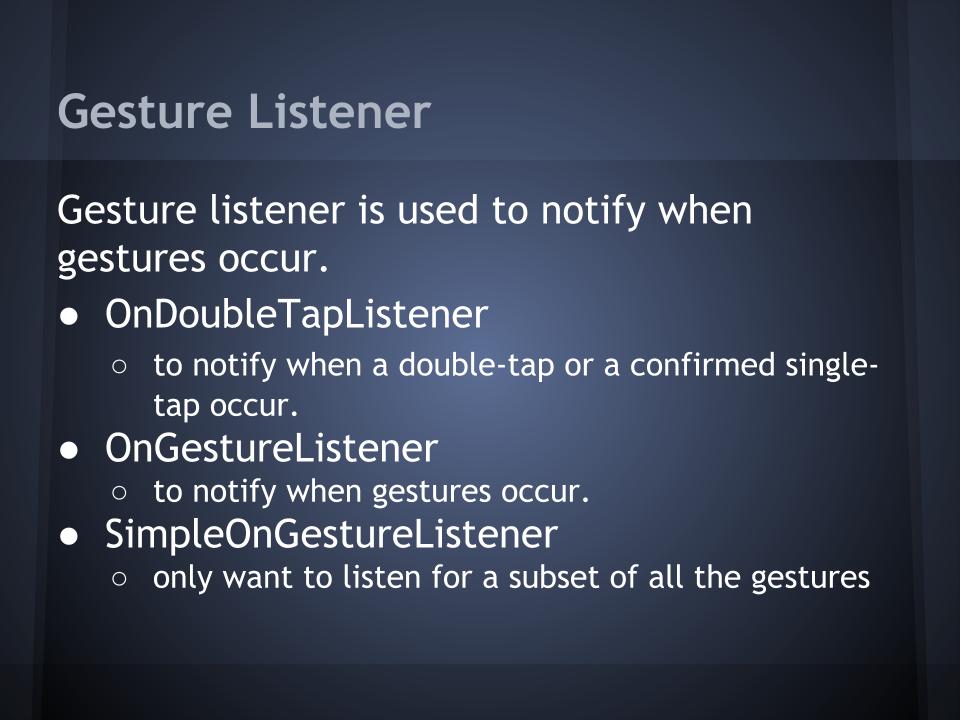 Gesture Listener
Gesture listener is used to notify when
gestures occur.
● OnDoubleTapListener
○ to notify when a double-tap or a confirmed single-
tap occur.
● OnGestureListener
○ to notify when gestures occur.
● SimpleOnGestureListener
○ only want to listen for a subset of all the gestures